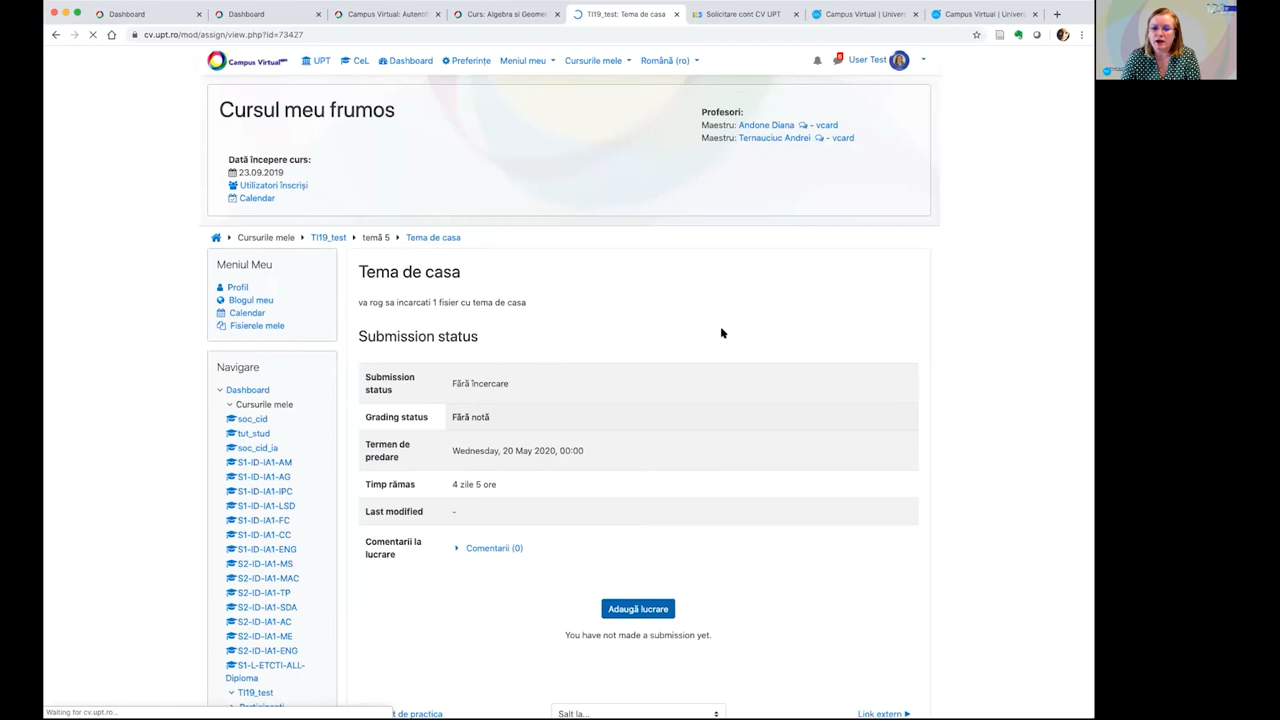 Dashboard
Dashboard
Campus Virtual: Autentif
Curs: Algebra si Geomet
TI19_test: Tema de casa
Solicitare cont CV UPT
Campus Virtual | Univers
Campus Virtual | Univers
cv.upt.ro/mod/assign/view.php?id=73427
Campus Virtual UPT
UPT
CeL
Dashboard
Preferințe
Meniul meu
Cursurile mele
Română (ro)
User Test
Cursul meu frumos
Profesori:
Maestru: Andone Diana - vcard
Maestru: Ternauciuc Andrei - vcard
Dată începere curs:
23.09.2019
Utilizatori înscriși
Calendar
Cursurile mele
TI19_test
temă 5
Tema de casa
Meniul Meu
Profil
Blogul meu
Calendar
Fisierele mele
Navigare
Dashboard
Cursurile mele
soc_cid
tut_stud
soc_cid_ia
S1-ID-IA1-AM
S1-ID-IA1-AG
S1-ID-IA1-IPC
S1-ID-IA1-LSD
S1-ID-IA1-FC
S1-ID-IA1-CC
S1-ID-IA1-ENG
S2-ID-IA1-MS
S2-ID-IA1-MAC
S2-ID-IA1-TP
S2-ID-IA1-SDA
S2-ID-IA1-AC
S2-ID-IA1-ME
S2-ID-IA1-ENG
S1-L-ETCTI-ALL-
Diploma
TI19_test
Tema de casa
va rog sa incarcati 1 fisier cu tema de casa
Submission status
Submission
status
Fără încercare
Grading status
Fără notă
Termen de
predare
Wednesday, 20 May 2020, 00:00
Timp rămas
4 zile 5 ore
Last modified
-
Comentarii la
lucrare
Comentarii (0)
Adaugă lucrare
You have not made a submission yet.
t de practica
Salt la...
Link extern
Waiting for cv.upt.ro...